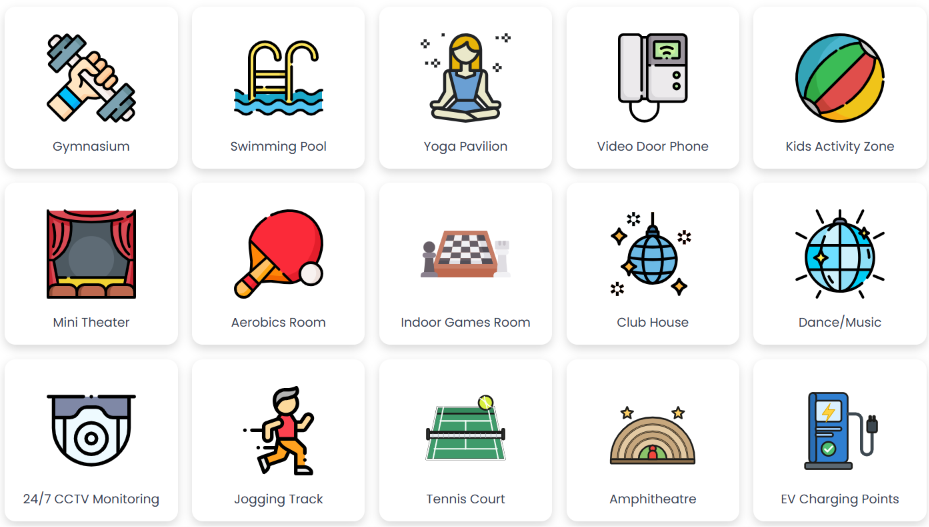 Gymnasium
Swimming Pool
Yoga Pavilion
Video Door Phone
Kids Activity Zone
Mini Theater
Aerobics Room
Indoor Games Room
Club House
Dance/Music
24/7 CCTV Monitoring
Jogging Track
Tennis Court
Amphitheatre
EV Charging Points